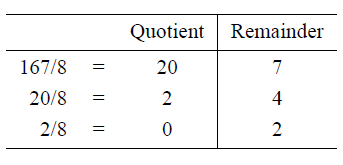 Quotient Remainder
167/8 = 20 7
20/8 = 2 4
2/8 = 0 2